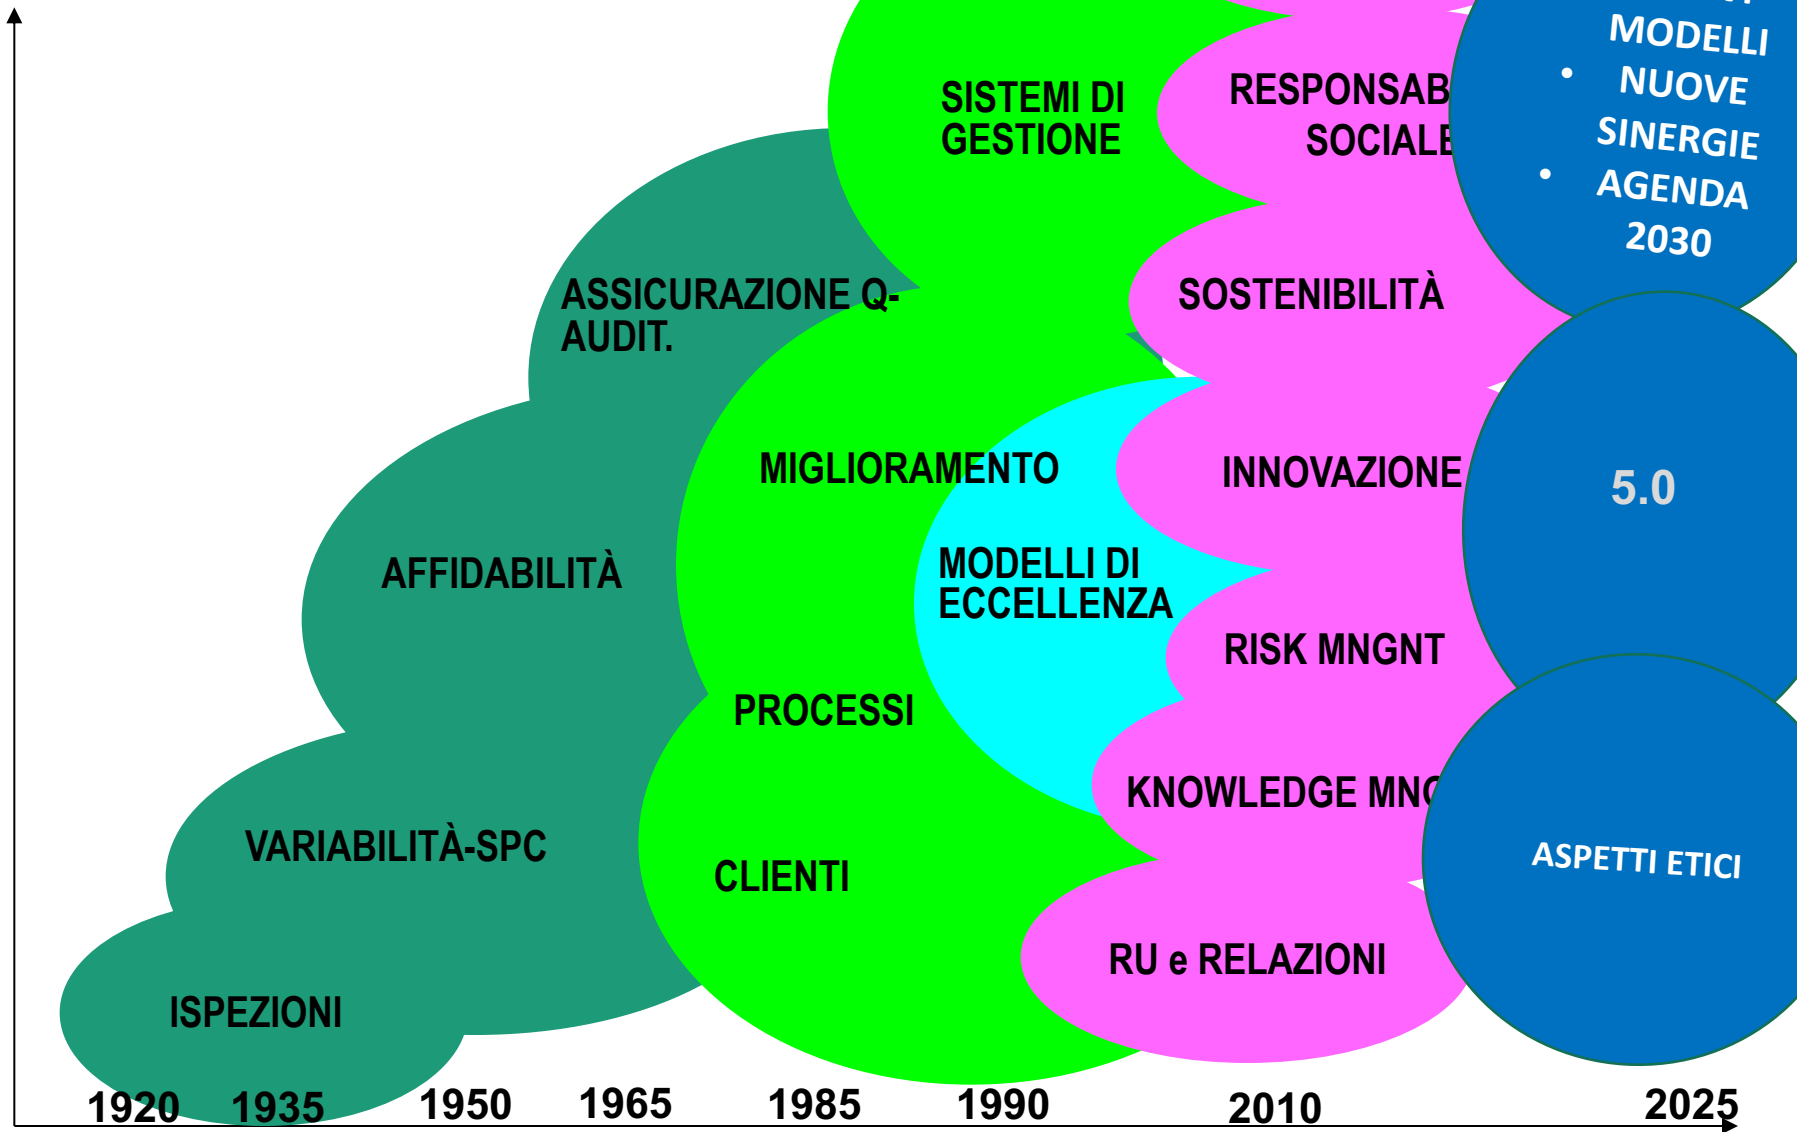 MODELLI
• NUOVE
SINERGIE
• AGENDA
2030
SISTEMI DI
GESTIONE
RESPONSAB
SOCIALE
ASSICURAZIONE Q-
AUDIT.
SOSTENIBILITÀ
MIGLIORAMENTO
INNOVAZIONE
5.0
AFFIDABILITÀ
MODELLI DI
ECCELLENZA
RISK MNGNT
PROCESSI
KNOWLEDGE
VARIABILITÀ-SPC
CLIENTI
ASPETTI ETICI
RU e RELAZIONI
ISPEZIONI
1920 1935 1950 1965 1985 1990 2010 2025